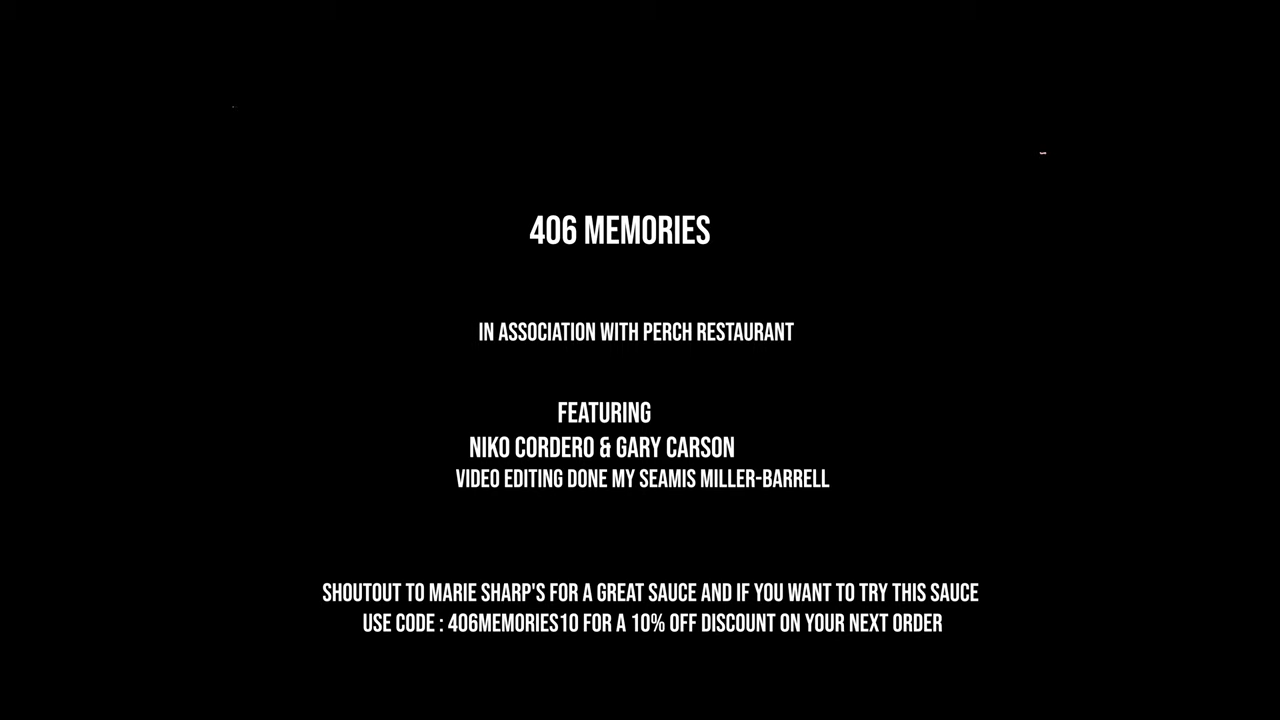 406 MEMORIES
IN ASSOCIATION WITH PERCH RESTAURANT
FEATURING
NIKO CORDERO & GARY CARSON
VIDEO EDITING DONE MY SEAMIS MILLER-BARRELL
SHOUTOUT TO MARIE SHARP'S FOR A GREAT SAUCE AND IF YOU WANT TO TRY THIS SAUCE
USE CODE : 406MEMORIES10 FOR A 10% OFF DISCOUNT ON YOUR NEXT ORDER